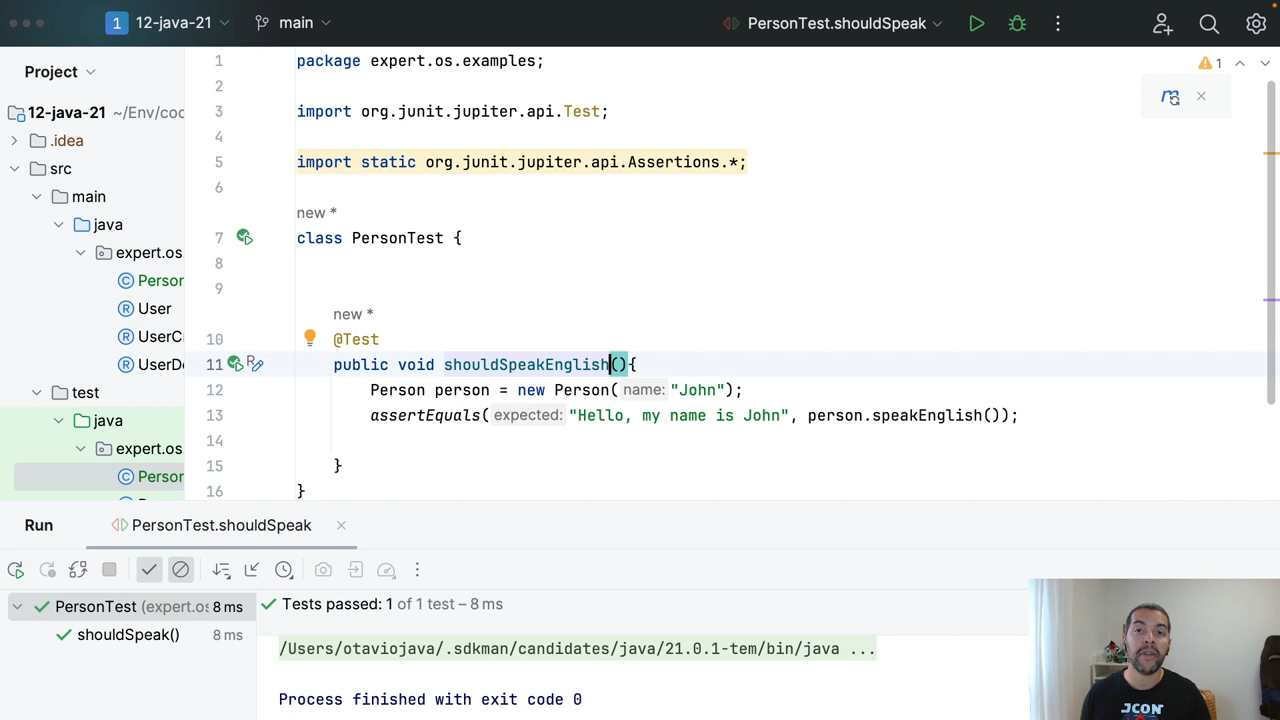 1 12-java-21 main PersonTest.shouldSpeak
Project
12-java-21 ~/Env/coc
.idea
src
main
java
expert.os
Person
User
UserCr
UserDe
test
java
expert.os
Person
1 package expert.os.examples;
2
3 import org.junit.jupiter.api.Test;
4
5 import static org.junit.jupiter.api.Assertions.*;
6
new *
7 class PersonTest {
8
9
new *
10 @Test
11 public void shouldSpeakEnglish(){
12 Person person = new Person( name: "John");
13 assertEquals( expected: "Hello, my name is John", person.speakEnglish());
14
15 }
16 }
1
Run PersonTest.shouldSpeak
PersonTest (expert.os 8 ms
shouldSpeak() 8 ms
Tests passed: 1 of 1 test – 8 ms
/Users/otaviojava/.sdkman/candidates/java/21.0.1-tem/bin/java ...
Process finished with exit code 0
JCON